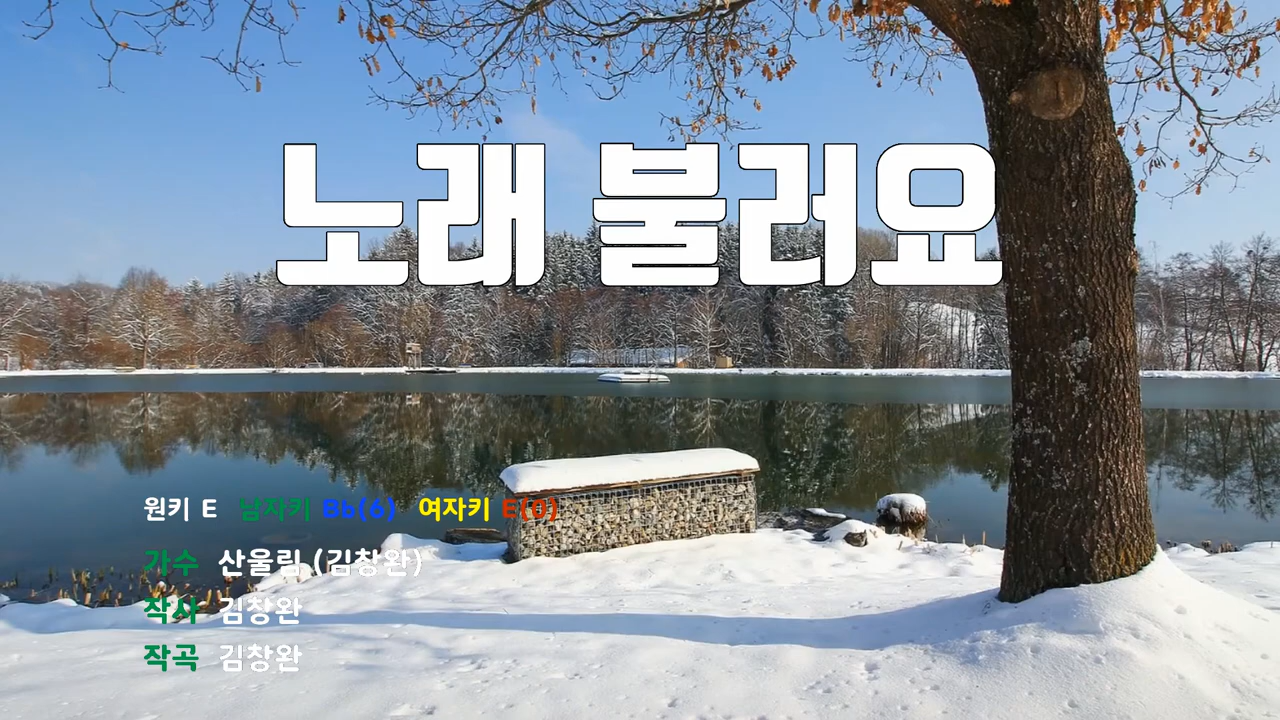 노래 불러요
원키 E 남자키 Bb(6) 여자키 E(0)
가수 산울림 (김창완)
작사 김창완
작곡 김창완